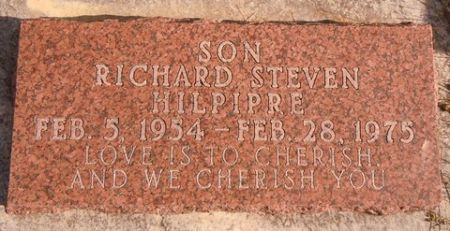 SON
RICHARD STEVEN
HILPIPRE
FEB. 5, 1954 – FEB. 28, 1975
LOVE IS TO CHERISH
AND WE CHERISH YOU